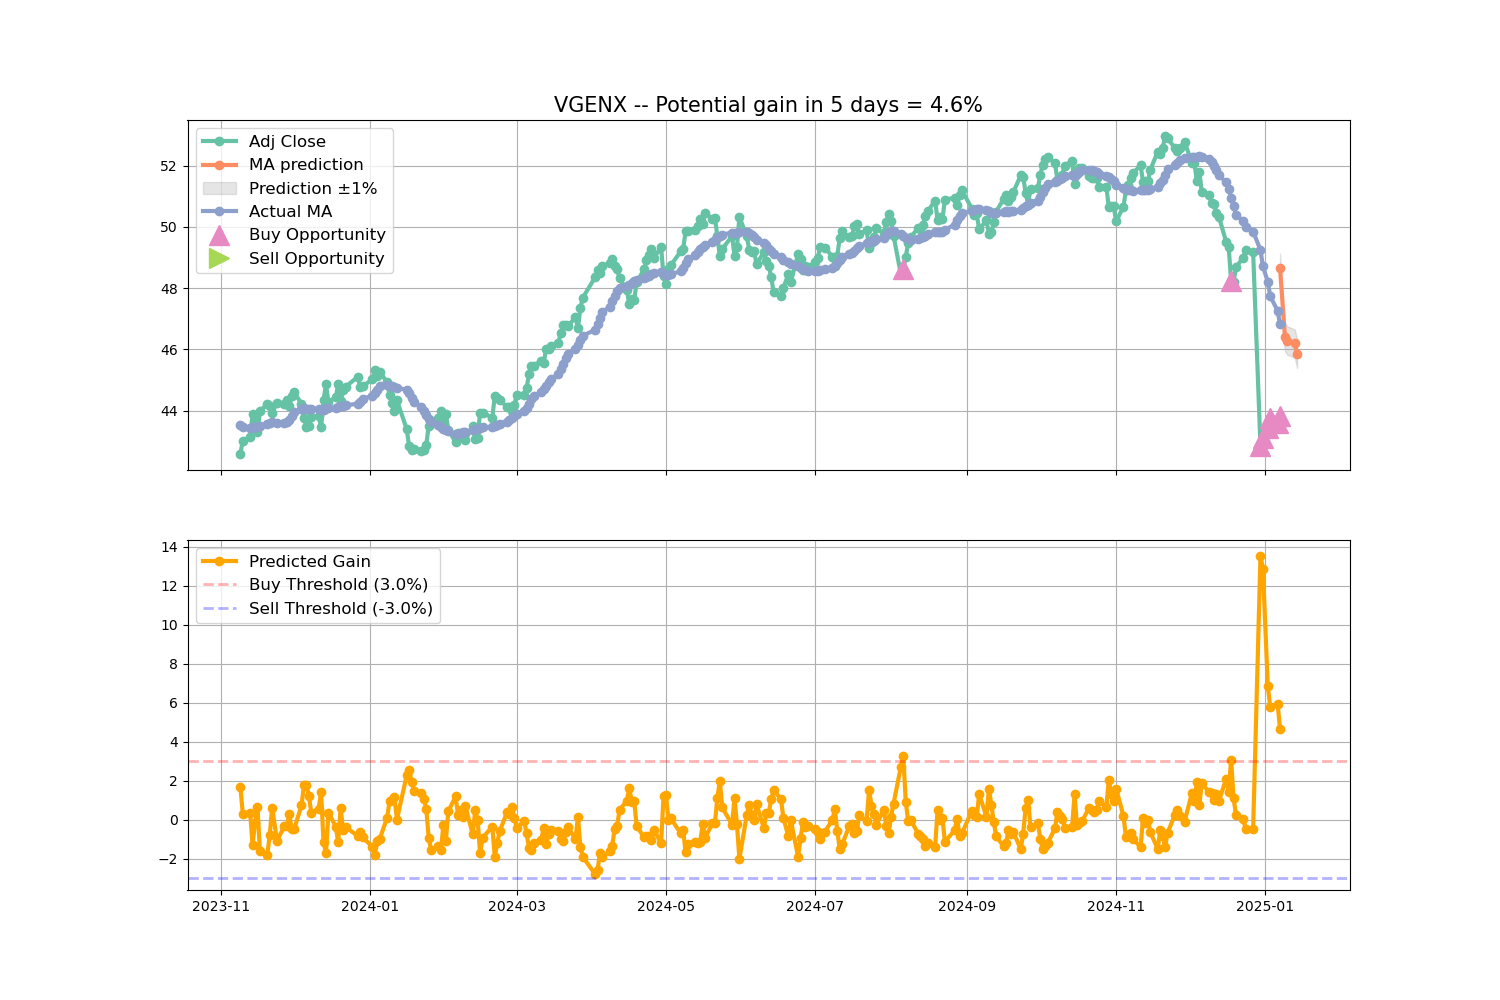 VGENX -- Potential gain in 5 days = 4.6%
Adj Close
MA prediction
Prediction ±1%
Actual MA
Buy Opportunity
Sell Opportunity
52
50
48
46
44
Predicted Gain
Buy Threshold (3.0%)
Sell Threshold (-3.0%)
14
12
10
8
6
4
2
0
−2
2023-11
2024-01
2024-03
2024-05
2024-07
2024-09
2024-11
2025-01